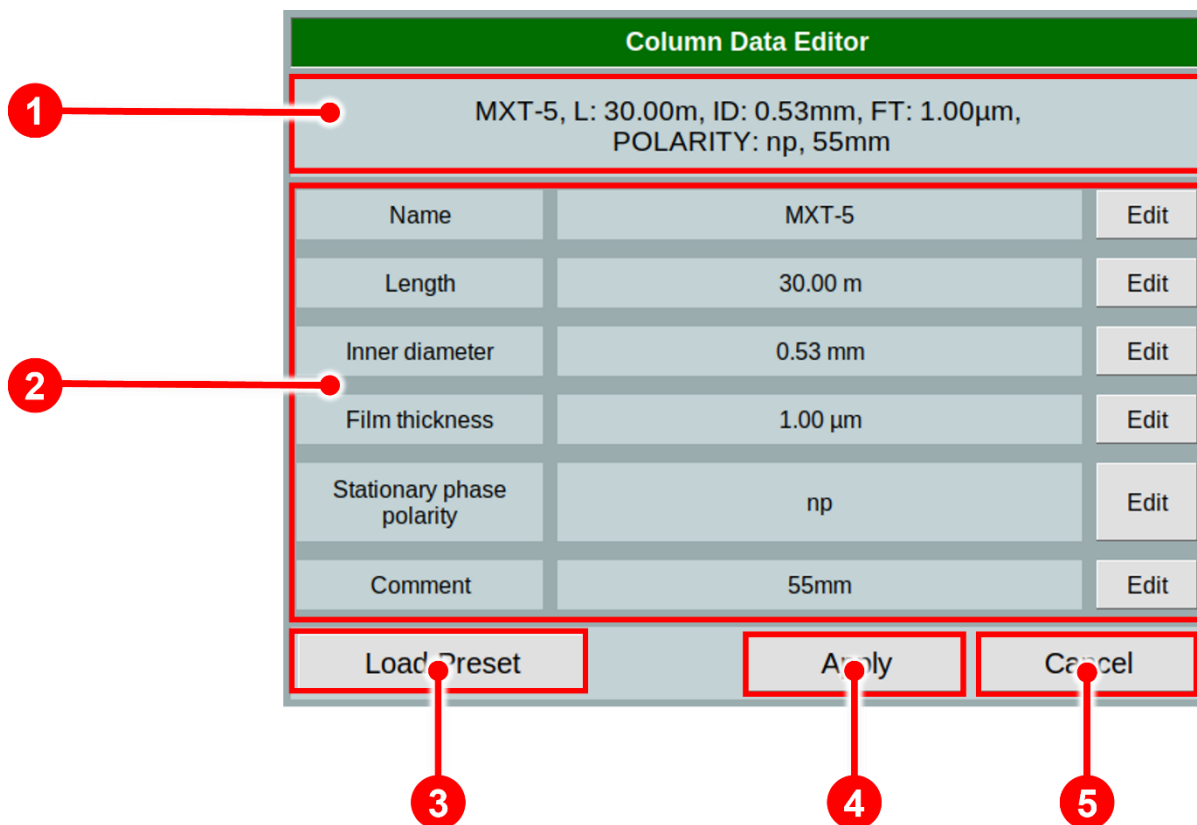 Column Data Editor
1
MXT-5, L: 30.00m, ID: 0.53mm, FT: 1.00µm,
POLARITY: np, 55mm
Name MXT-5 Edit
Length 30.00 m Edit
2
Inner diameter 0.53 mm Edit
Film thickness 1.00 µm Edit
Stationary phase
polarity np Edit
Comment 55mm Edit
Load Preset Apply Cancel
3 4 5